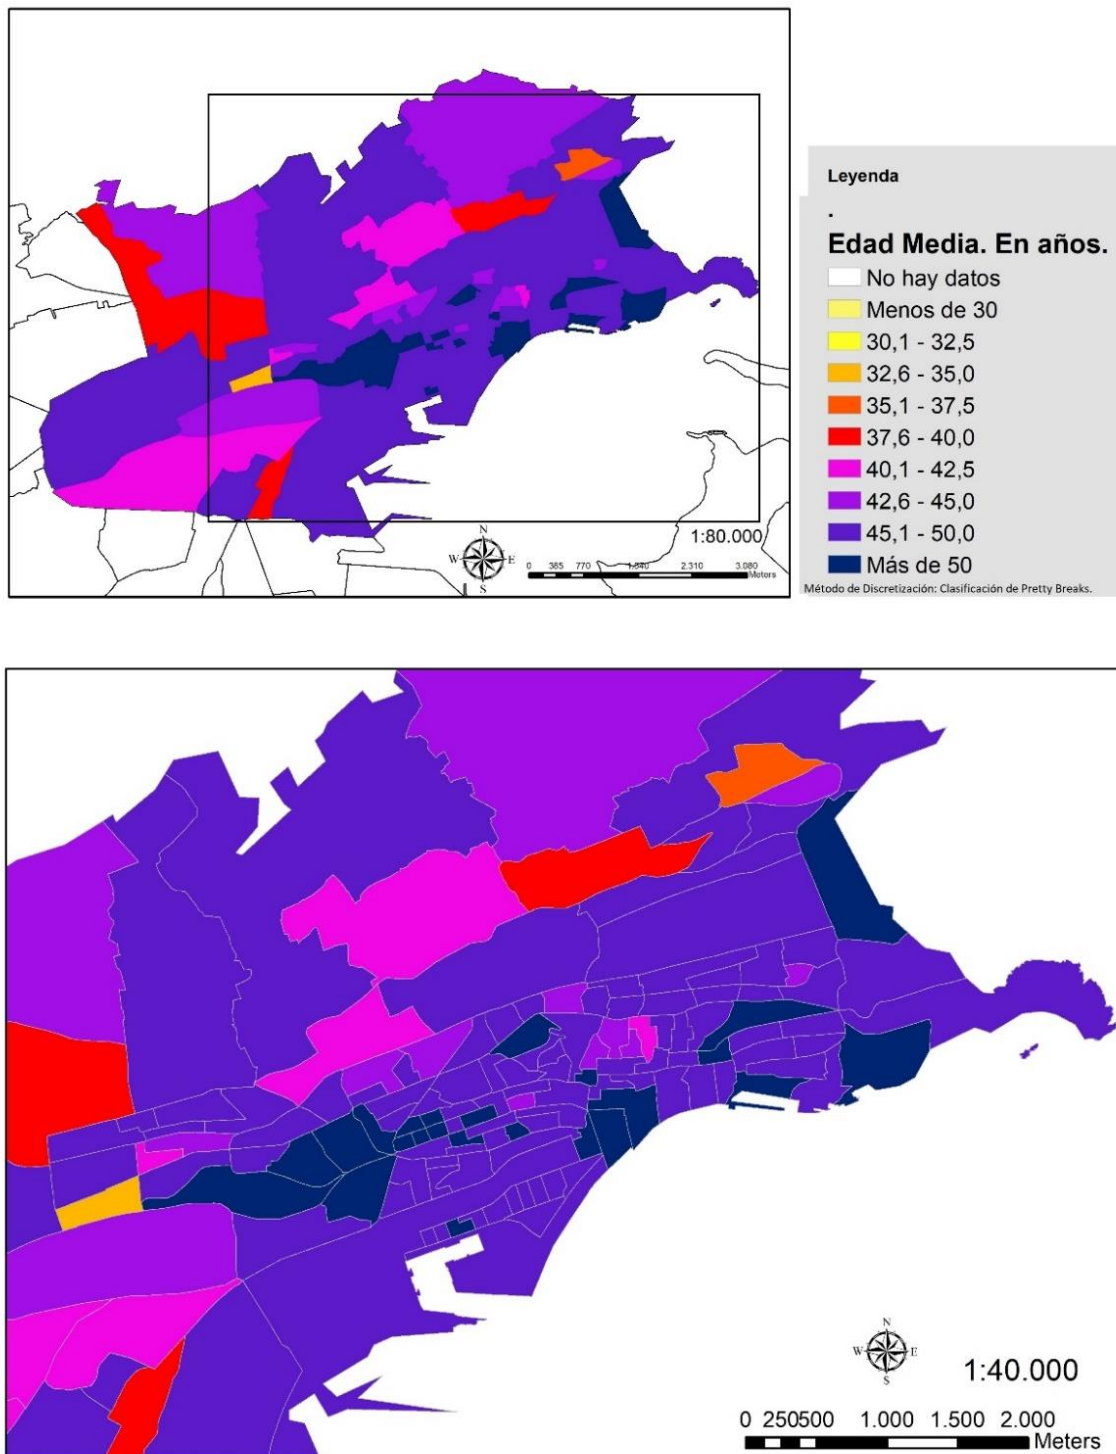 Leyenda
.
Edad Media. En años.
No hay datos
Menos de 30
30,1 - 32,5
32,6 - 35,0
35,1 - 37,5
37,6 - 40,0
40,1 - 42,5
42,6 - 45,0
45,1 - 50,0
Más de 50
Método de Discretización: Clasificación de Pretty Breaks.
1:80.000
N
W E
S
0 385 770 1.540 2.310 3.080
Meters
N
W E
S
1:40.000
0 250500 1.000 1.500 2.000
Meters